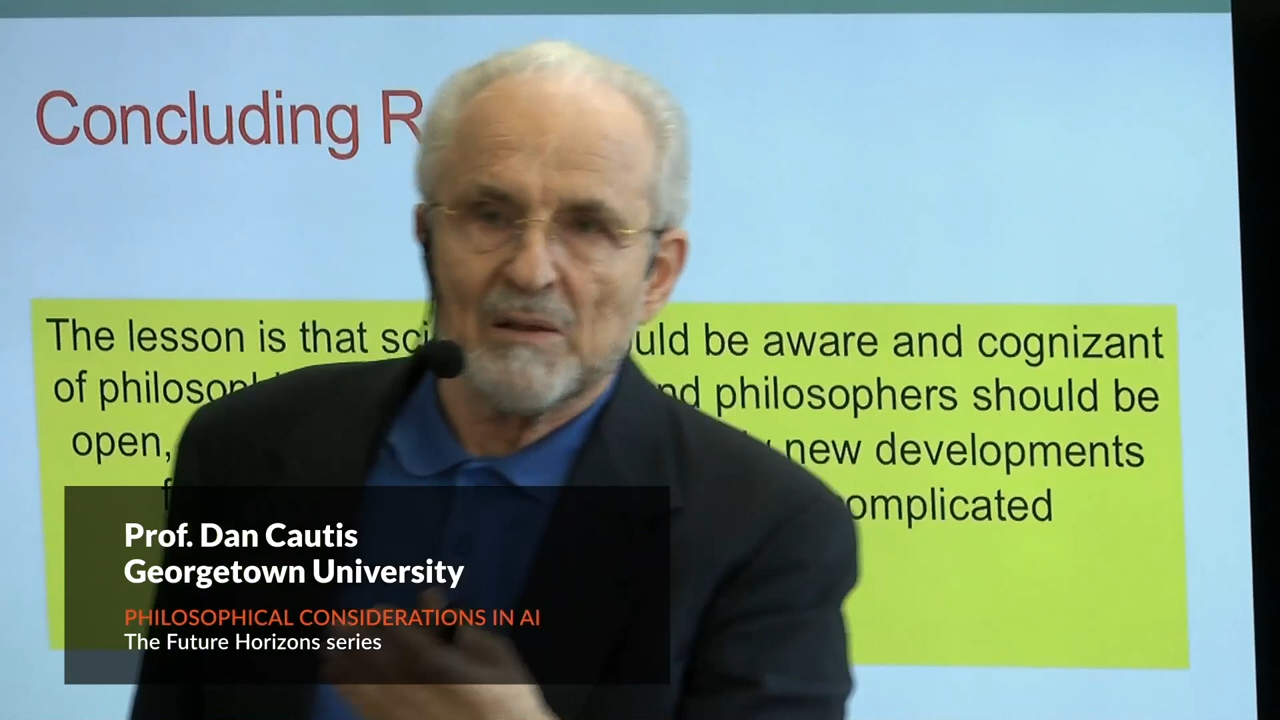 Concluding R
The lesson is that sci uld be aware and cognizant
of philosop nd philosophers should be
open, new developments
omplicated
Prof. Dan Cautis
Georgetown University
PHILOSOPHICAL CONSIDERATIONS IN AI
The Future Horizons series